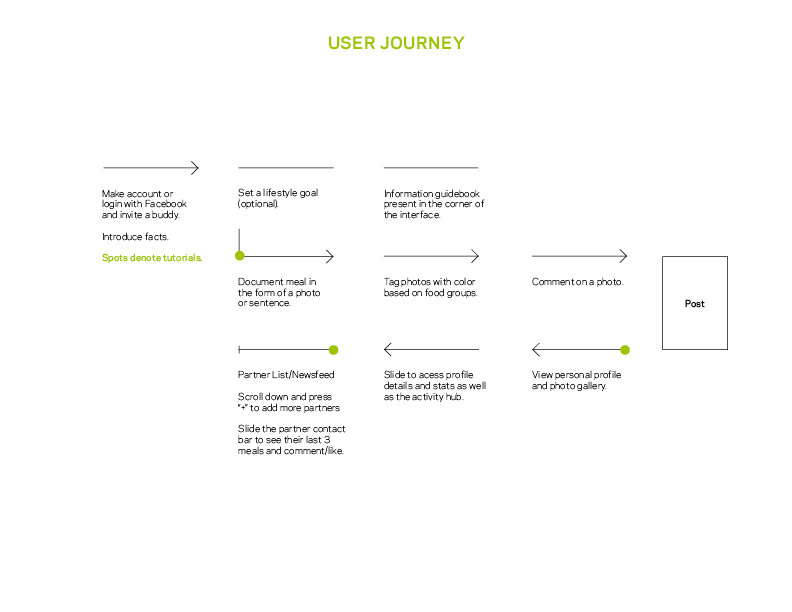 USER JOURNEY
Make account or
login with Facebook
and invite a buddy.
Introduce facts.
Spots denote tutorials.
Set a lifestyle goal
(optional).
Information guidebook
present in the corner of
the interface.
Document meal in
the form of a photo
or sentence.
Tag photos with color
based on food groups.
Comment on a photo.
Post
Partner List/Newsfeed
Scroll down and press
"+" to add more partners
Slide the partner contact
bar to see their last 3
meals and comment/like.
Slide to acess profile
details and stats as well
as the activity hub.
View personal profile
and photo gallery.